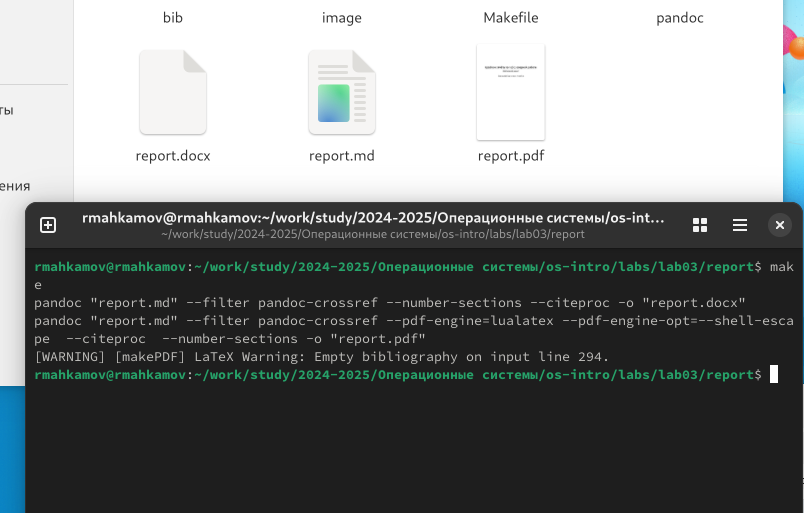 bib
image
Makefile
pandoc
ты
ения
report.docx
report.md
report.pdf
rmahkamov@rmahkamov:~/work/study/2024-2025/Операционные системы/os-int...
~/work/study/2024-2025/Операционные системы/os-intro/labs/lab03/report
rmahkamov@rmahkamov:~/work/study/2024-2025/Операционные системы/os-intro/labs/lab03/report$ mak
e
pandoc "report.md" --filter pandoc-crossref --number-sections --citeproc -o "report.docx"
pandoc "report.md" --filter pandoc-crossref --pdf-engine=lualatex --pdf-engine-opt=--shell-esca
pe  --citeproc  --number-sections -o "report.pdf"
[WARNING] [makePDF] LaTeX Warning: Empty bibliography on input line 294.
rmahkamov@rmahkamov:~/work/study/2024-2025/Операционные системы/os-intro/labs/lab03/report$